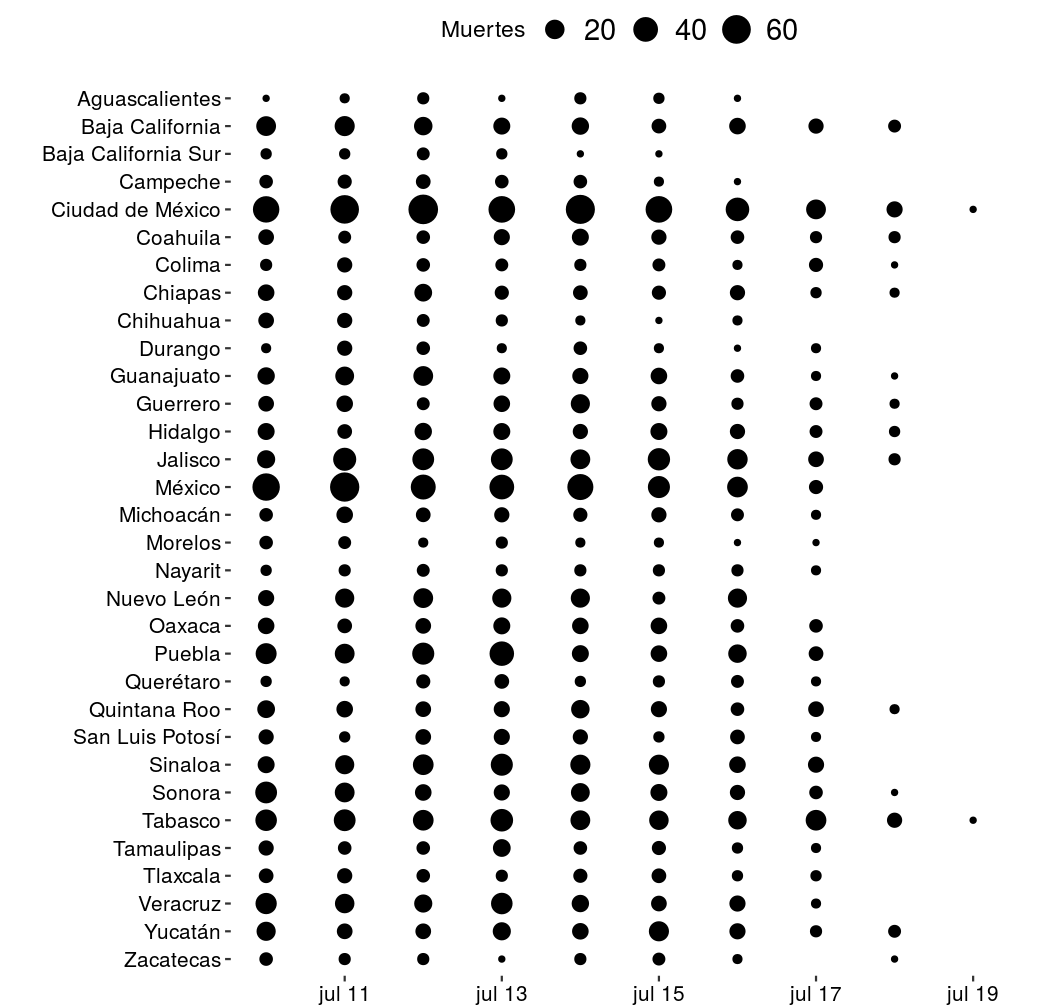 Muertes 20 40 60
Aguascalientes
Baja California
Baja California Sur
Campeche
Ciudad de México
Coahuila
Colima
Chiapas
Chihuahua
Durango
Guanajuato
Guerrero
Hidalgo
Jalisco
México
Michoacán
Morelos
Nayarit
Nuevo León
Oaxaca
Puebla
Querétaro
Quintana Roo
San Luis Potosí
Sinaloa
Sonora
Tabasco
Tamaulipas
Tlaxcala
Veracruz
Yucatán
Zacatecas
jul 11 jul 13 jul 15 jul 17 jul 19